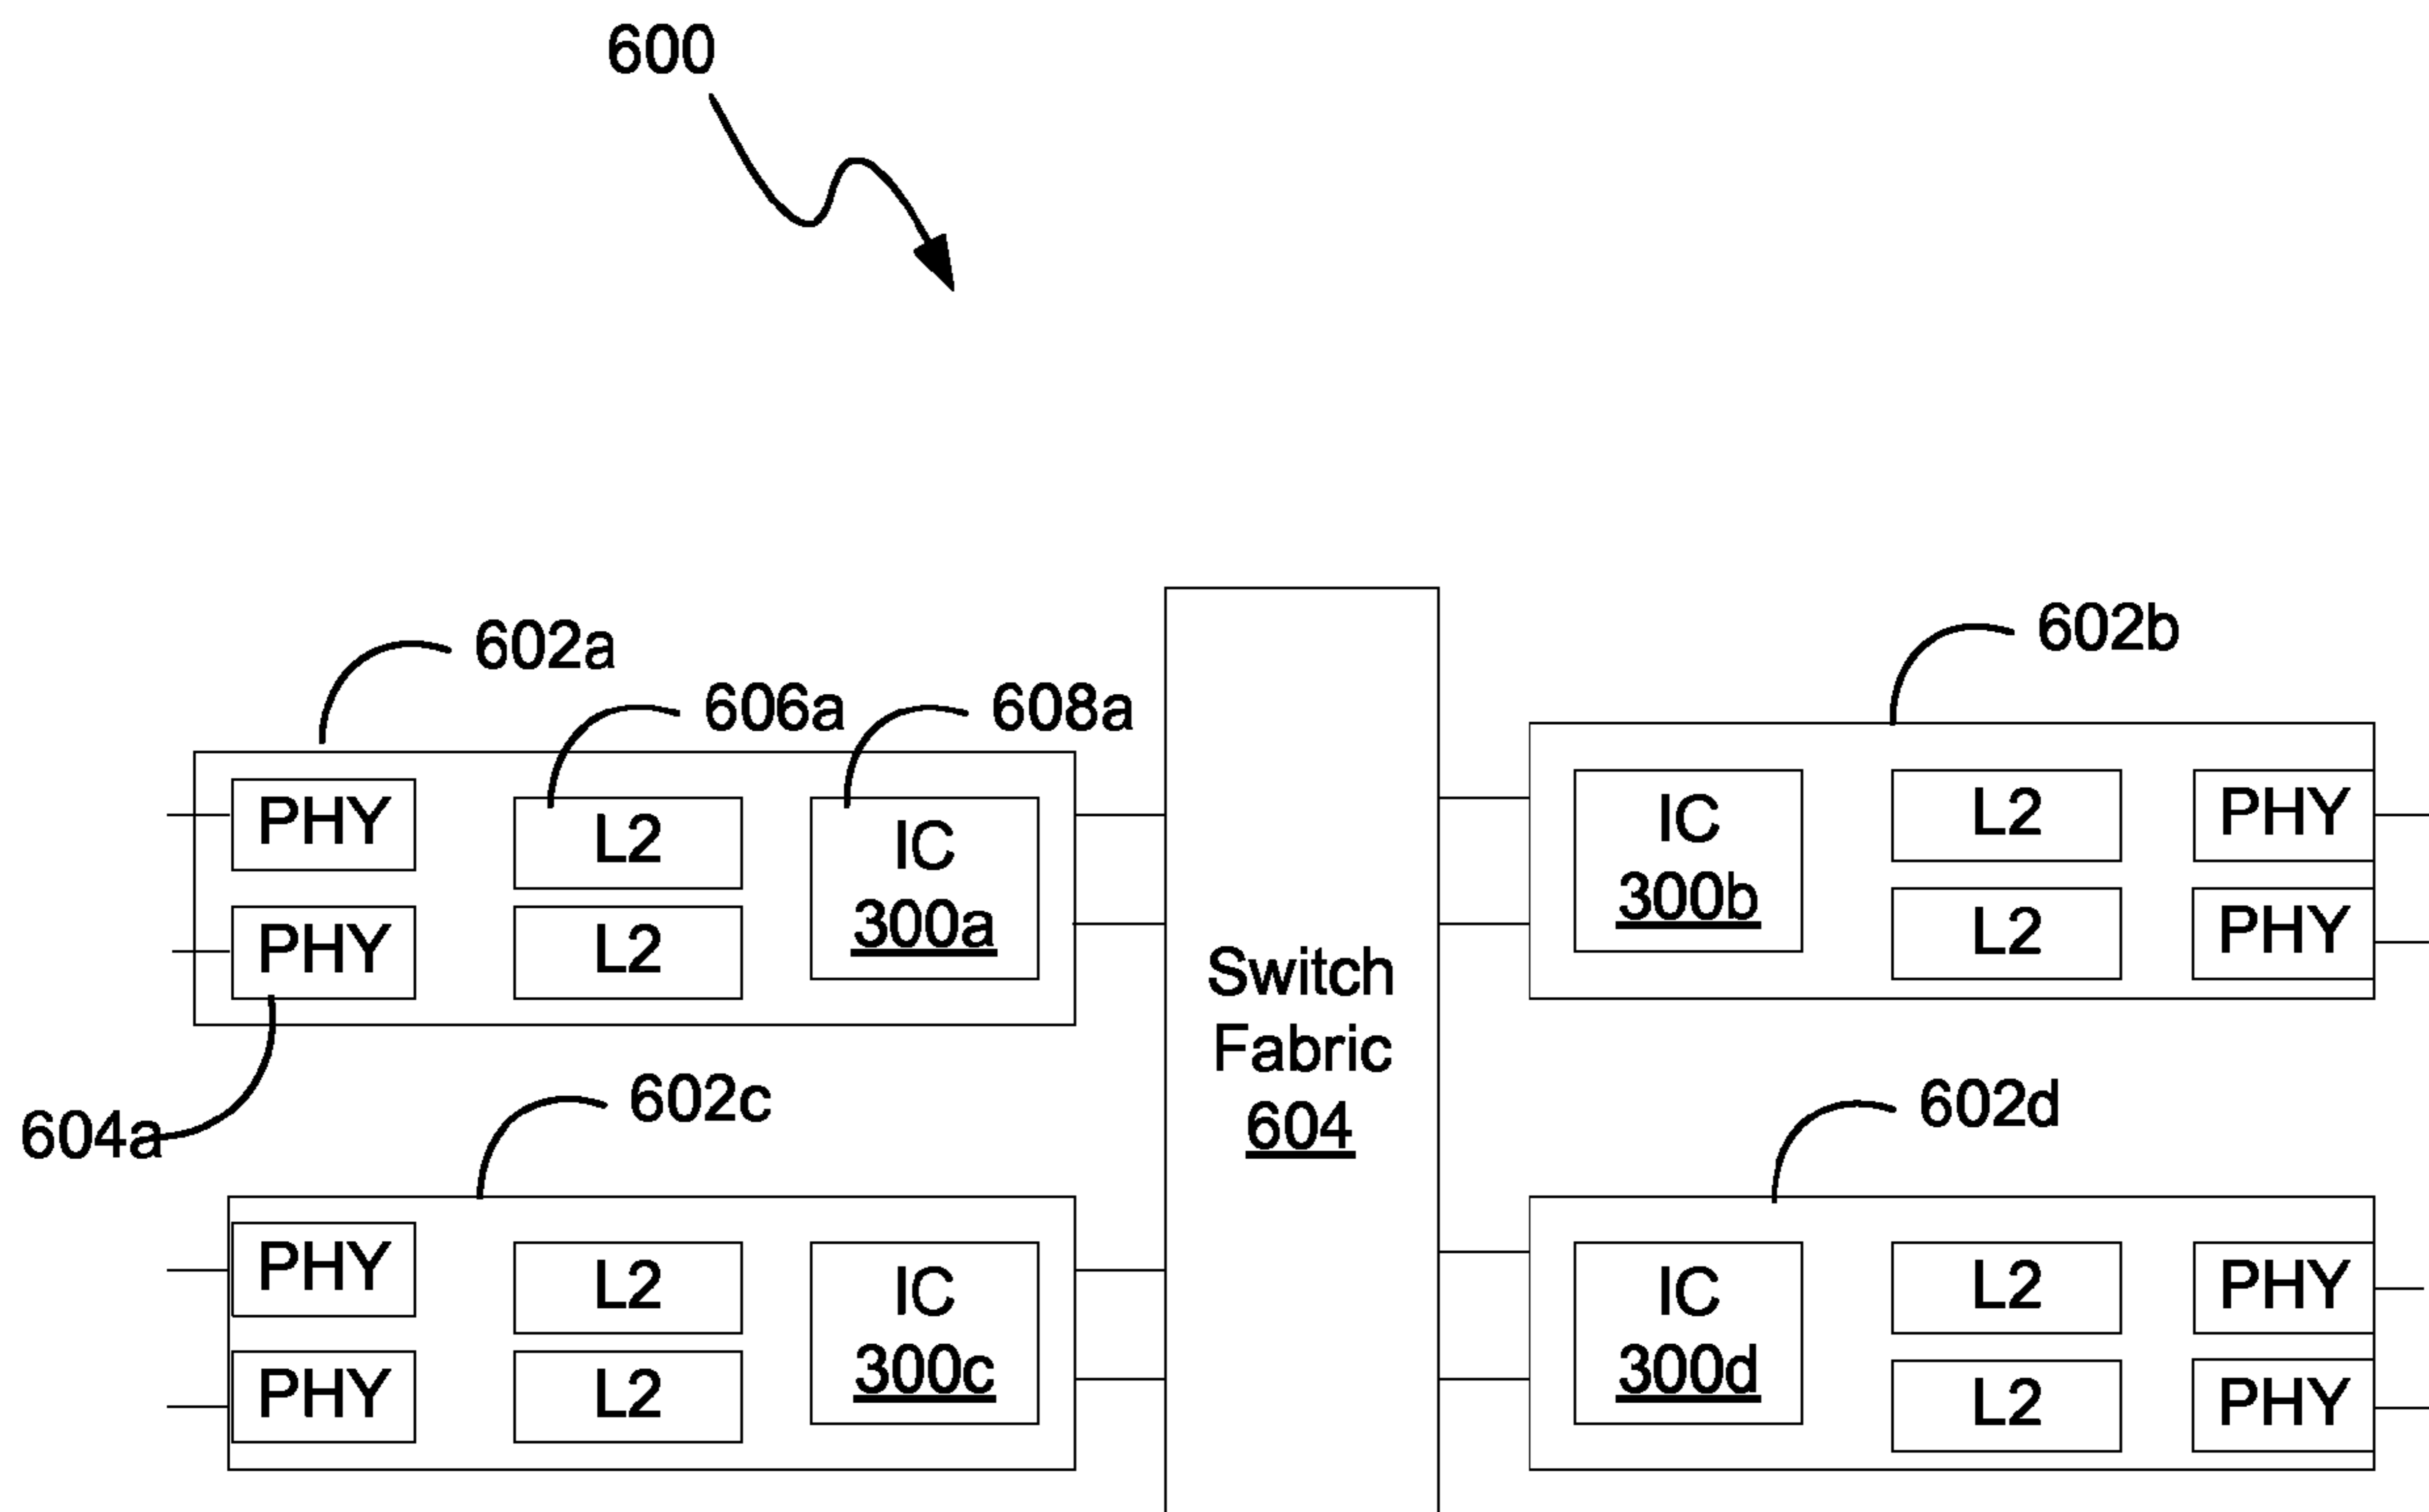 600
602a
606a
608a
602b
PHY
L2
IC
300a
PHY
L2
604a
Switch
Fabric
604
IC
300b
L2
PHY
L2
PHY
602c
602d
PHY
L2
IC
300c
PHY
L2
IC
300d
L2
PHY
L2
PHY